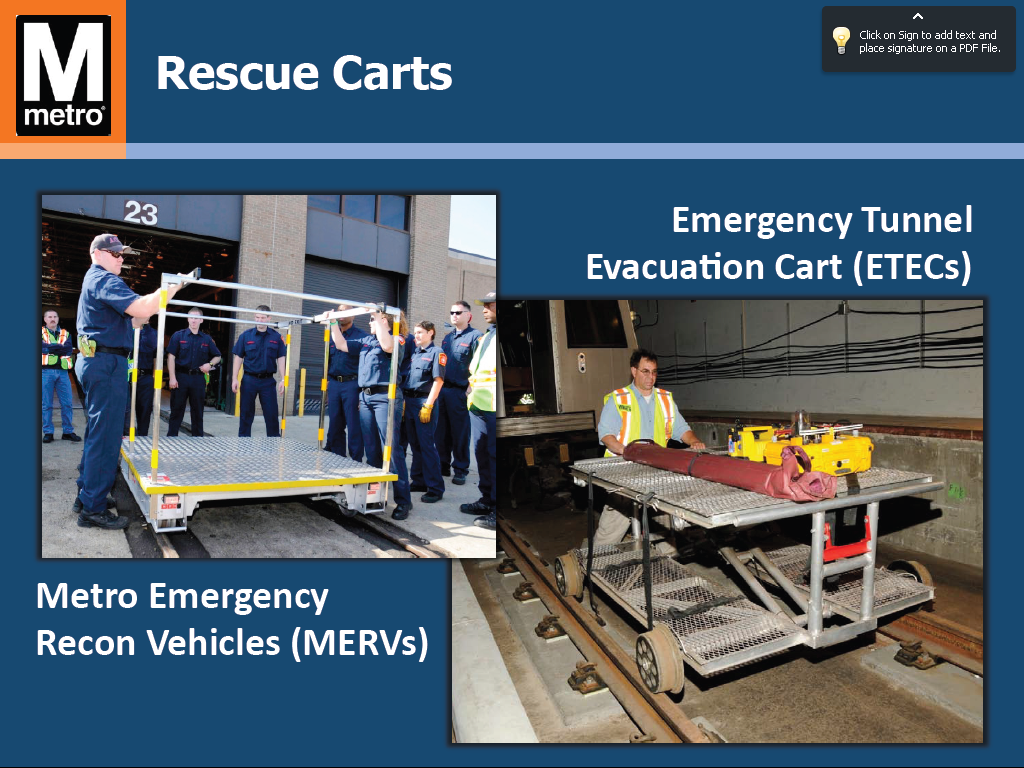 M
metro
Rescue Carts
Click on Sign to add text and
place signature on a PDF File.
23
Emergency Tunnel
Evacuation Cart (ETECs)
Metro Emergency
Recon Vehicles (MERVs)